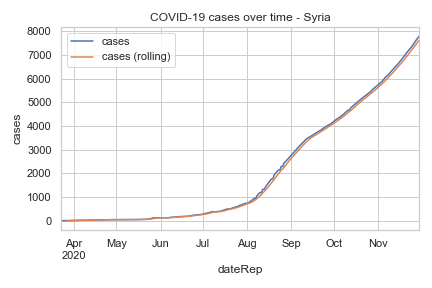 COVID-19 cases over time - Syria
cases
cases (rolling)
8000
7000
6000
5000
4000
3000
2000
1000
0
cases
Apr May Jun Jul Aug Sep Oct Nov
2020
dateRep